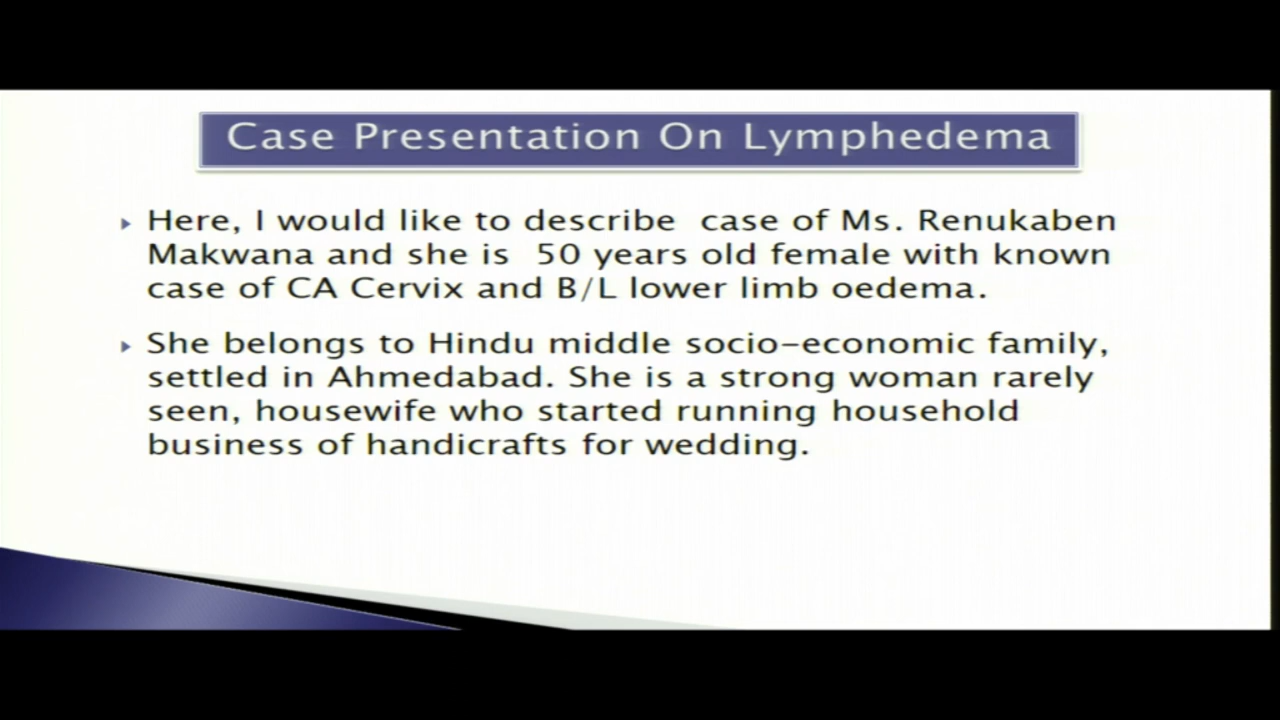 Case Presentation On Lymphedema
Here, I would like to describe case of Ms. Renukaben
Makwana and she is 50 years old female with known
case of CA Cervix and B/L lower limb oedema.
She belongs to Hindu middle socio-economic family,
settled in Ahmedabad. She is a strong woman rarely
seen, housewife who started running household
business of handicrafts for wedding.